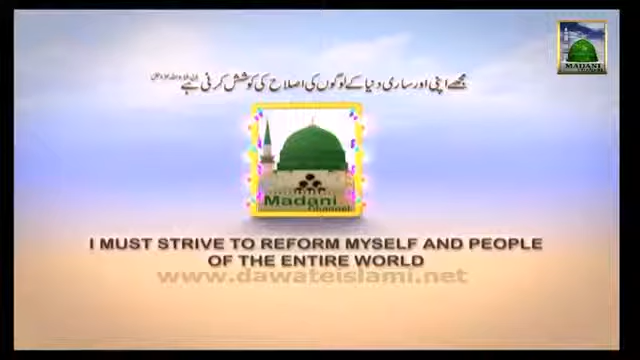 MADANI
مجھے اپنی اور ساری دنیا کے لوگوں کی اصلاح کی کوشش کرنی ہے
Madani
Channel
I MUST STRIVE TO REFORM MYSELF AND PEOPLE
OF THE ENTIRE WORLD
www.dawateislami.net